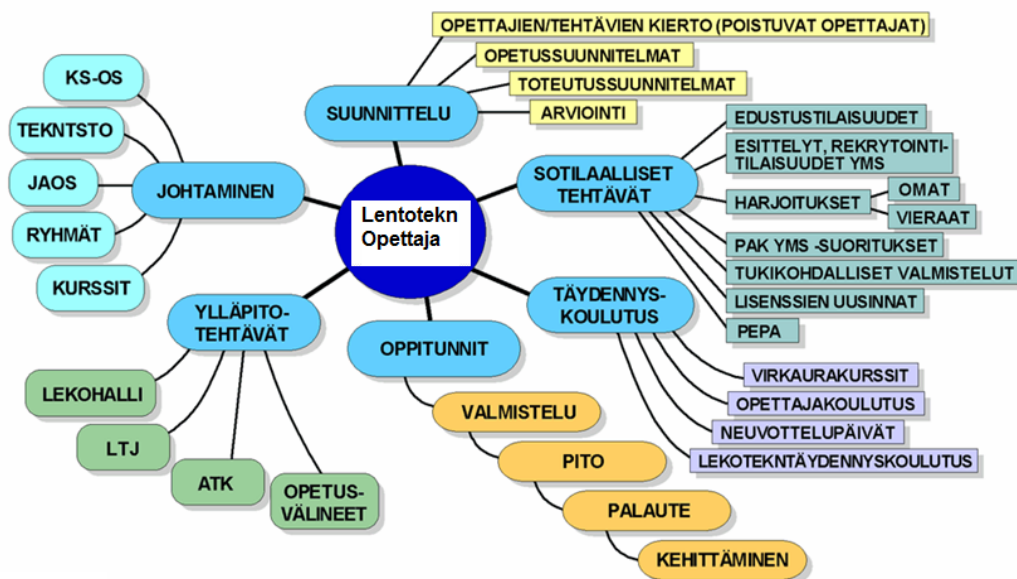 Lentotekn
Opettaja
SUUNNITTELU
OPETTAJIEN/TEHTÄVIEN KIERTO (POISTUVAT OPETTAJAT)
OPETUSSUUNNITELMAT
TOTEUTUSSUUNNITELMAT
ARVIOINTI
SOTILAALLISET
TEHTÄVÄT
EDUSTUSTILAISUUDET
ESITTELYT, REKRYTOINTI-
TILAISUUDET YMS
HARJOITUKSET
OMAT
VIERAAT
PAK YMS -SUORITUKSET
TUKIKOHDALLISET VALMISTELUT
LISENSSIEN UUSINNAT
PEPA
TÄYDENNYS-
KOULUTUS
VIRKAURAKURSSIT
OPETTAJAKOULUTUS
NEUVOTTELUPÄIVÄT
LEKOTEKNTÄYDENNYSKOULUTUS
OPPITUNNIT
VALMISTELU
PITO
PALAUTE
KEHITTÄMINEN
YLLÄPITO-
TEHTÄVÄT
LEKOHALLI
LTJ
ATK
OPETUS-
VÄLINEET
JOHTAMINEN
KS-OS
TEKNTSTO
JAOS
RYHMÄT
KURSSIT